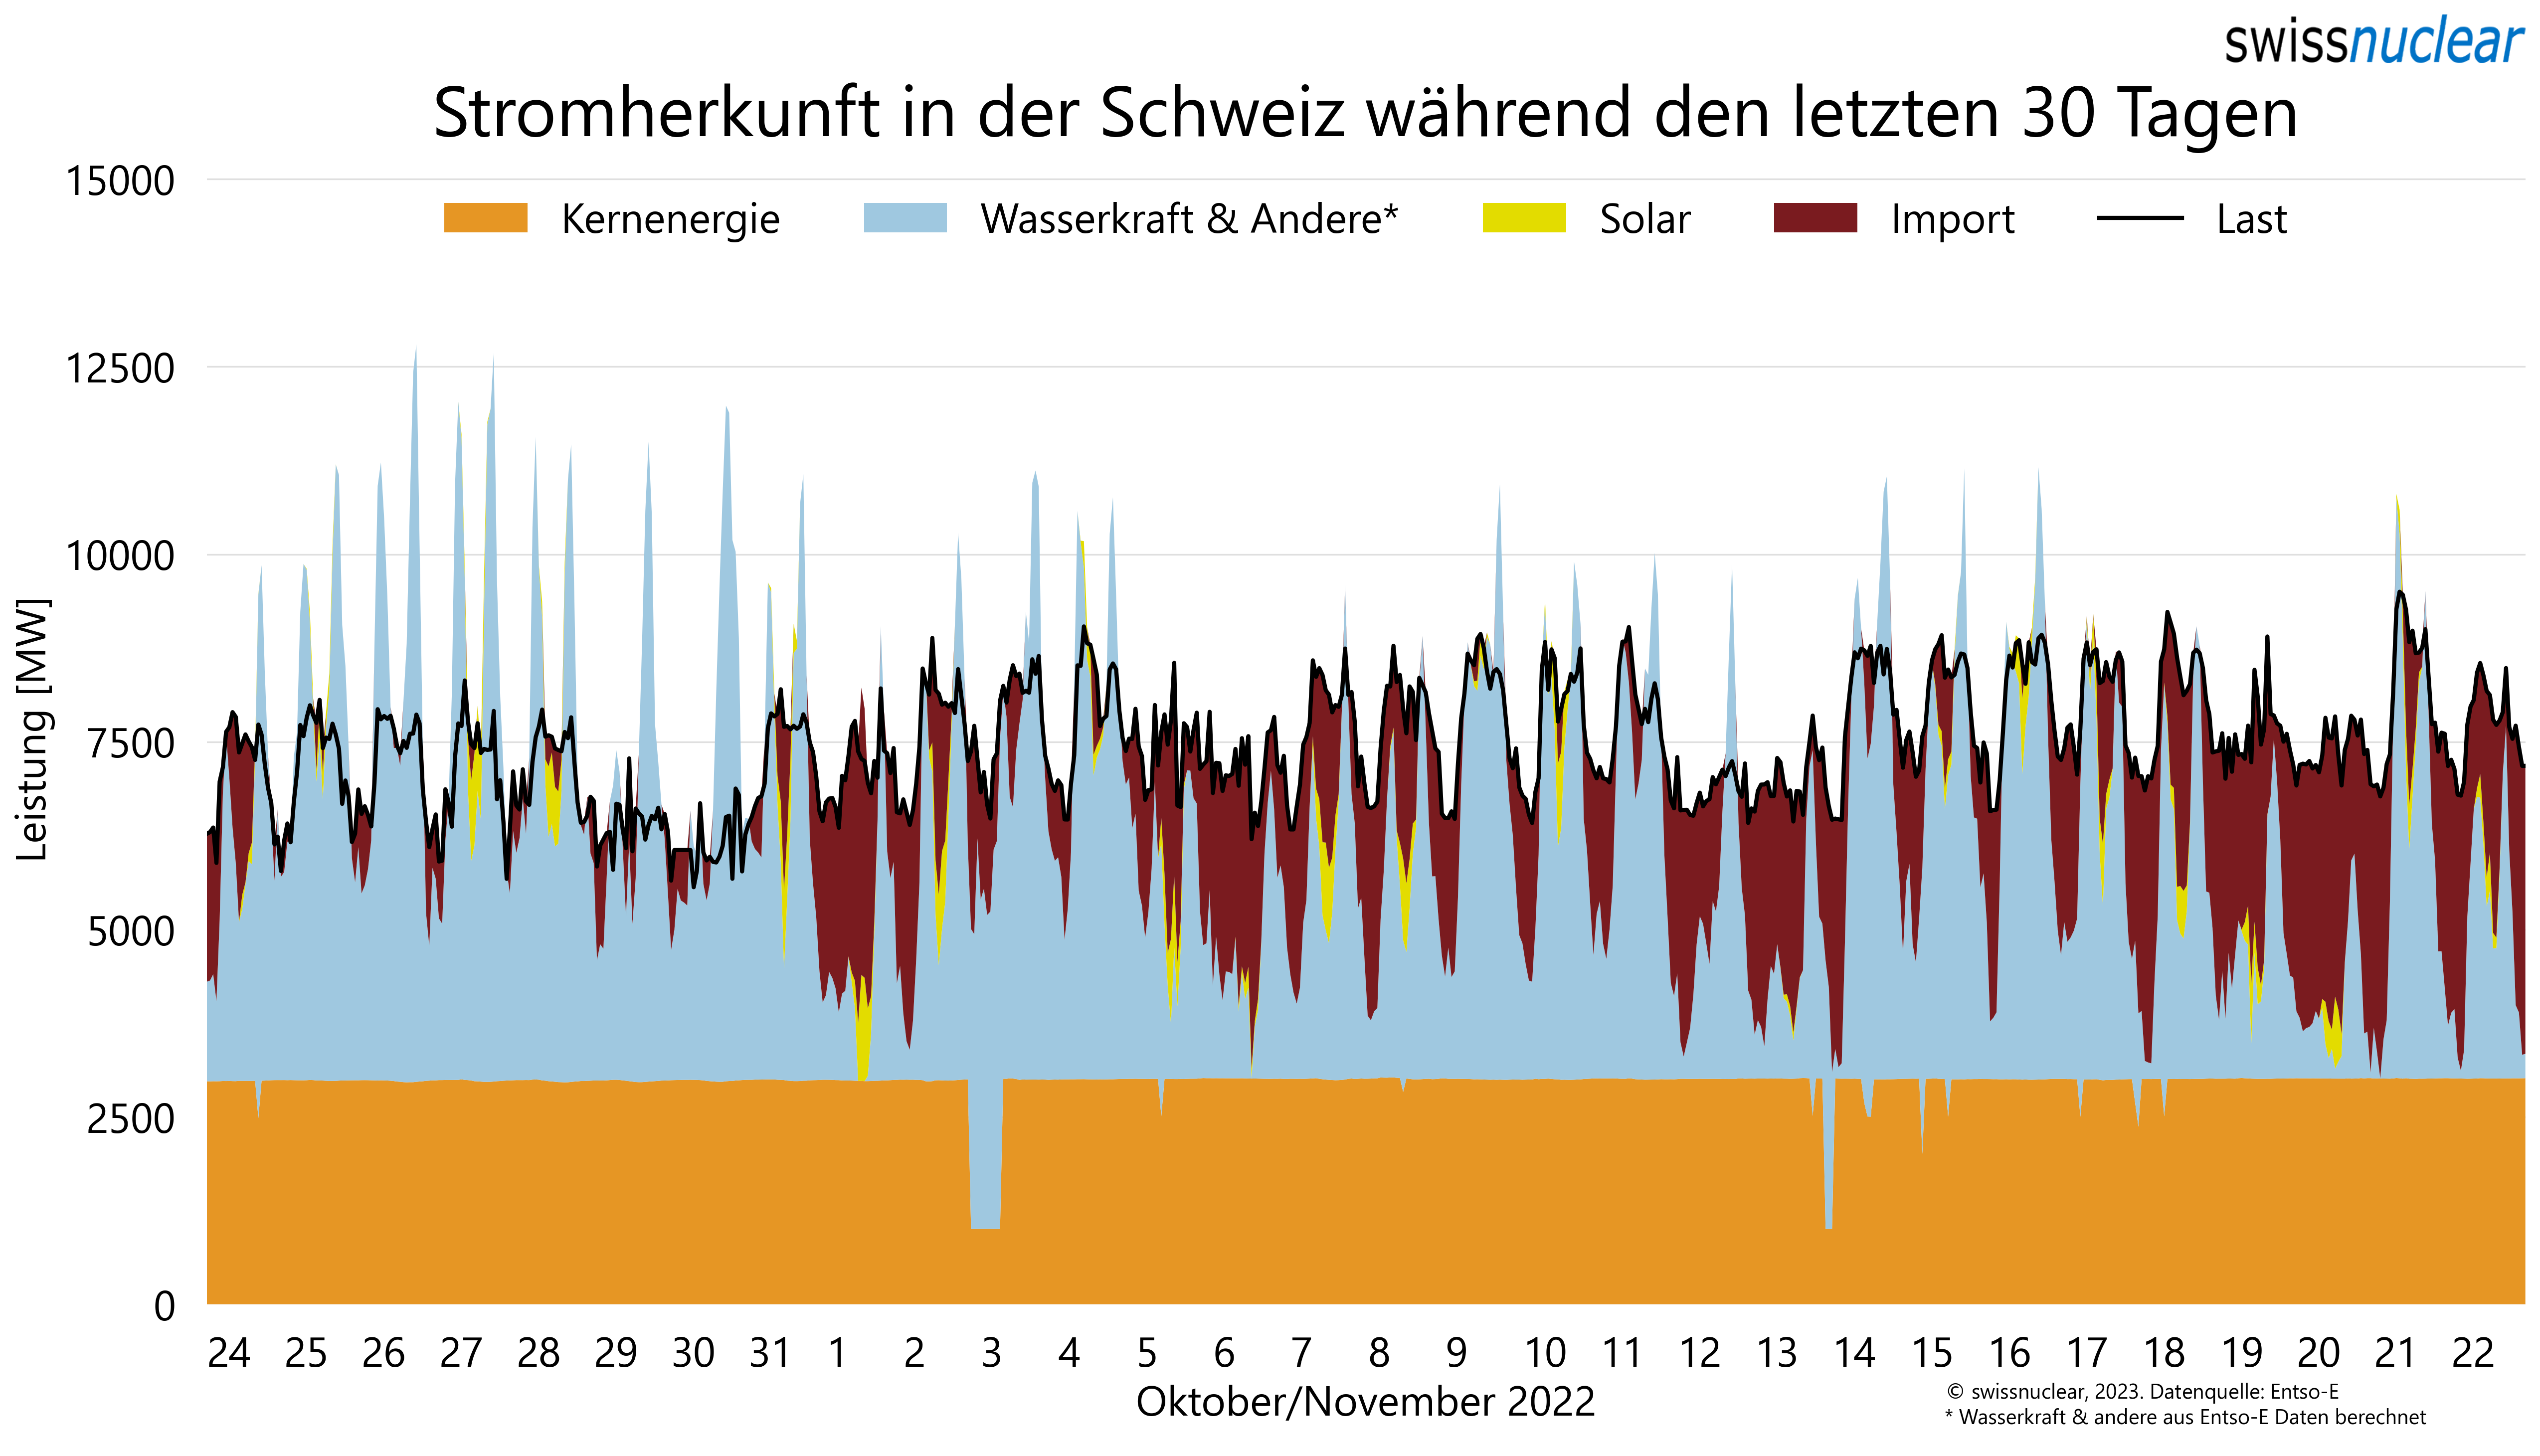 swissnuclear
Stromherkunft in der Schweiz während den letzten 30 Tagen
15000
Kernenergie Wasserkraft & Andere* Solar Import Last
12500
10000
7500
5000
2500
0
Leistung [MW]
24 25 26 27 28 29 30 31 1 2 3 4 5 6 7 8 9 10 11 12 13 14 15 16 17 18 19 20 21 22
Oktober/November 2022
© swissnuclear, 2023. Datenquelle: Entso-E
* Wasserkraft & andere aus Entso-E Daten berechnet